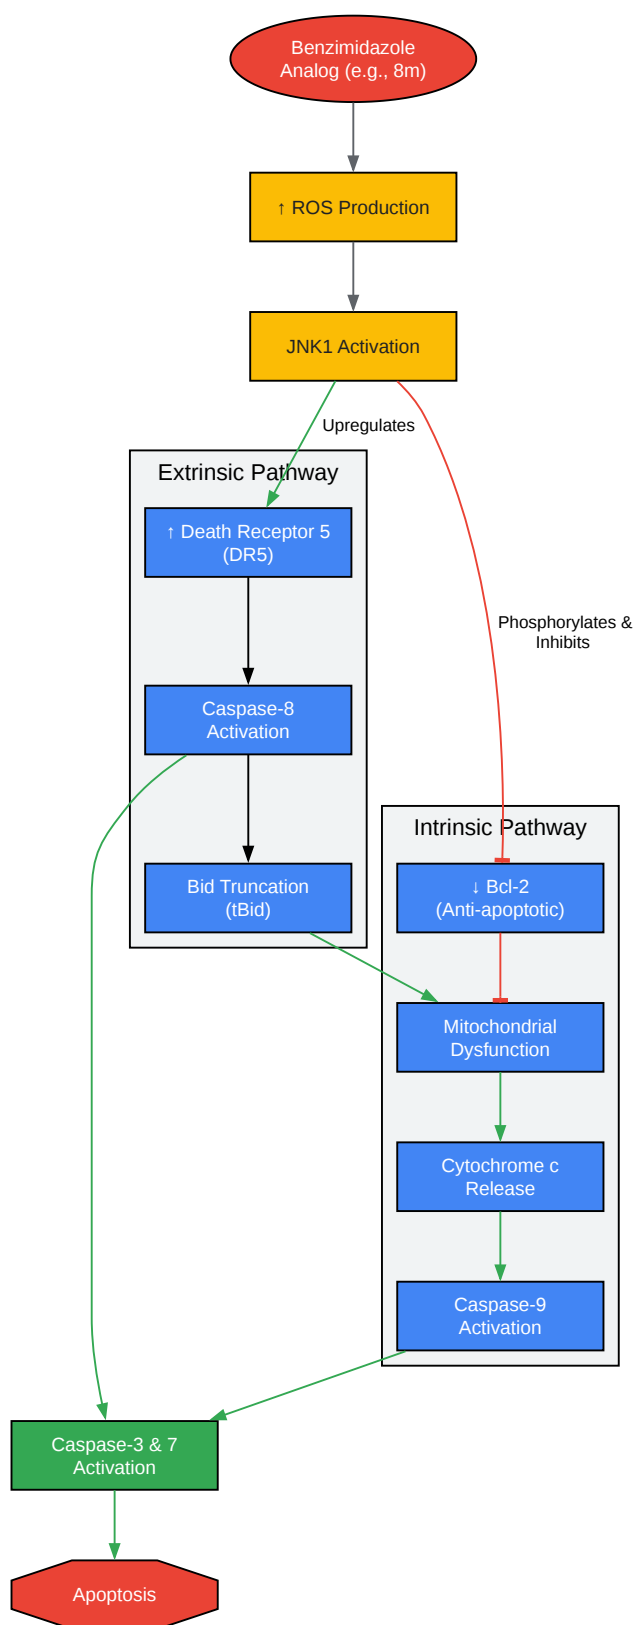 Benzimidazole
Analog (e.g., 8m)
↑ ROS Production
JNK1 Activation
Upregulates
Extrinsic Pathway
↑ Death Receptor 5
(DR5)
Phosphorylates &
Inhibits
Caspase-8
Activation
Intrinsic Pathway
Bid Truncation
(tBid)
↓ Bcl-2
(Anti-apoptotic)
Mitochondrial
Dysfunction
Cytochrome c
Release
Caspase-9
Activation
Caspase-3 & 7
Activation
Apoptosis